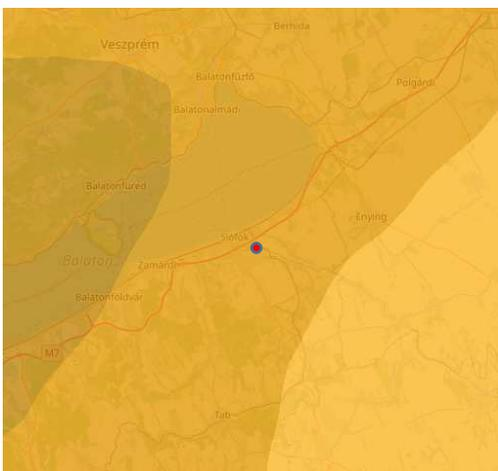 Berhida
Veszprém
Balatonfűzfő
Polgárdi
Balatonalmádi
Balatonfüred
Enying
Siófok
Balaton
Zamárdi
Balatonföldvár
M7
Tab